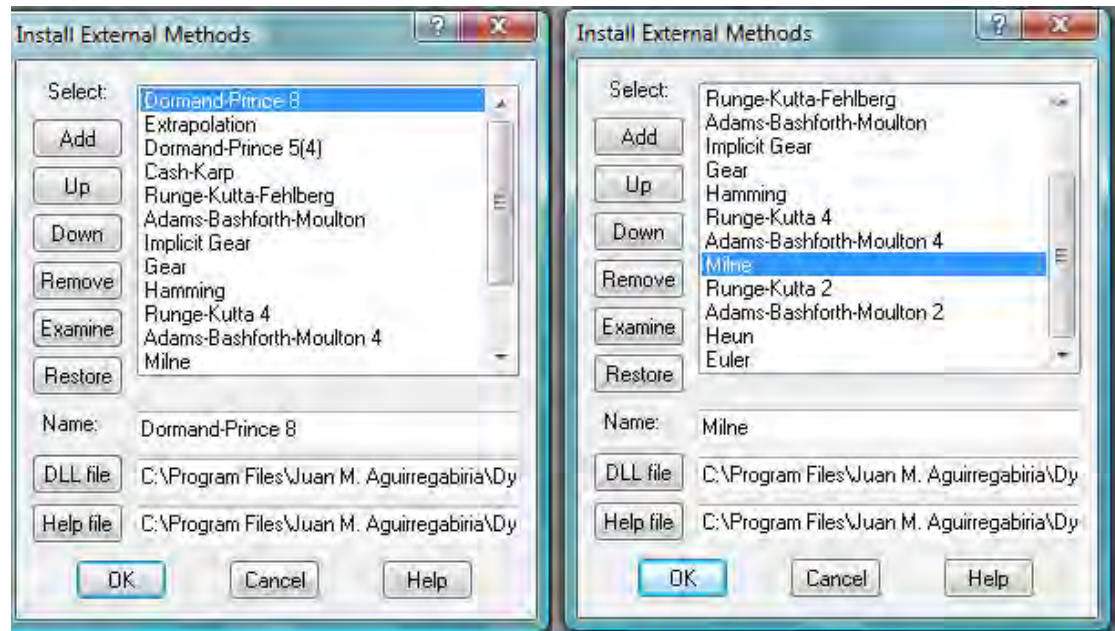 Install External Methods
Select:
Add
Up
Down
Remove
Examine
Restore
Dormand-Prince 8
Extrapolation
Dormand-Prince 5(4)
Cash-Karp
Runge-Kutta-Fehlberg
Adams-Bashforth-Moulton
Implicit Gear
Gear
Hamming
Runge-Kutta 4
Adams-Bashforth-Moulton 4
Milne
Name: Dormand-Prince 8
DLL file C:\Program Files\Juan M. Aguirregabiria\Dy
Help file C:\Program Files\Juan M. Aguirregabiria\Dy
OK Cancel Help
Install External Methods
Select:
Add
Up
Down
Remove
Examine
Restore
Runge-Kutta-Fehlberg
Adams-Bashforth-Moulton
Implicit Gear
Gear
Hamming
Runge-Kutta 4
Adams-Bashforth-Moulton 4
Milne
Runge-Kutta 2
Adams-Bashforth-Moulton 2
Heun
Euler
Name: Milne
DLL file C:\Program Files\Juan M. Aguirregabiria\Dy
Help file C:\Program Files\Juan M. Aguirregabiria\Dy
OK Cancel Help